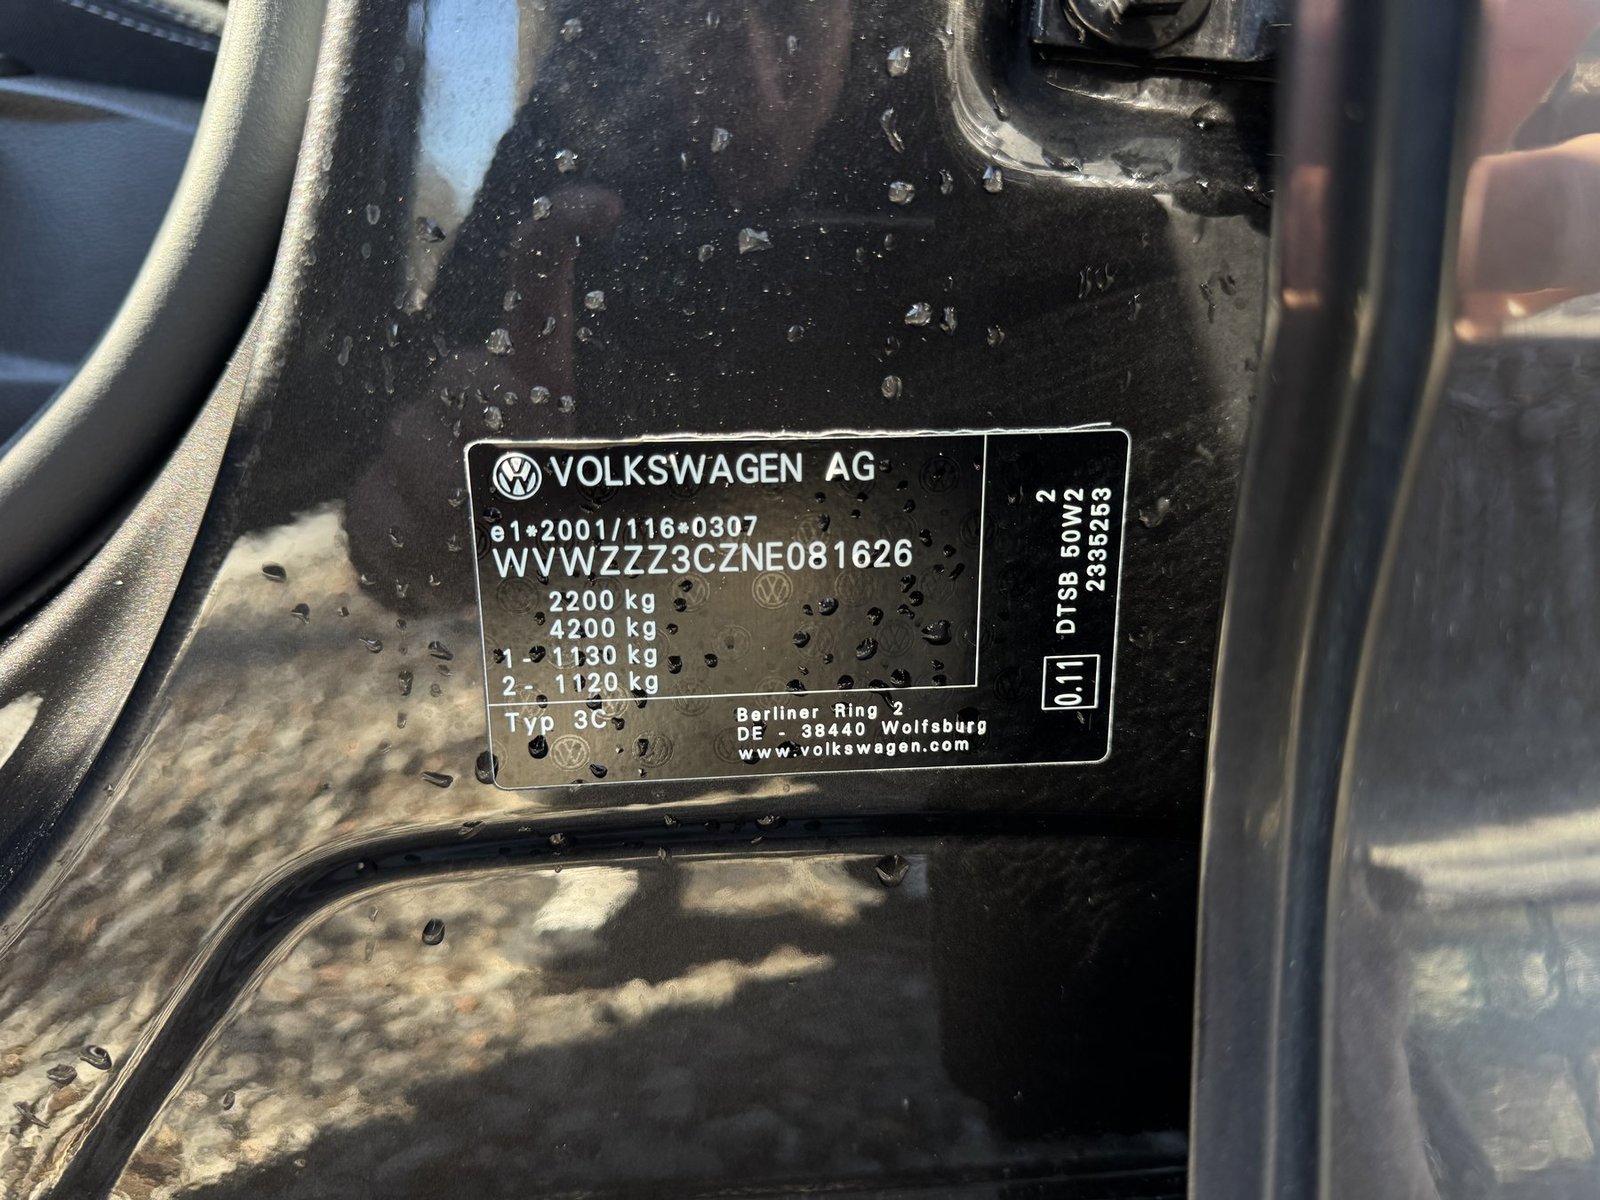 VOLKSWAGEN AG
e1*2001/116*0307
WVWZZZ3CZNE081626
2200 kg
4200 kg
1 - 1130 kg
2 - 1120 kg
Typ 3C
Berliner Ring 2
DE - 38440 Wolfsburg
www.volkswagen.com
2
0.11 DTSB 50W2
2335253